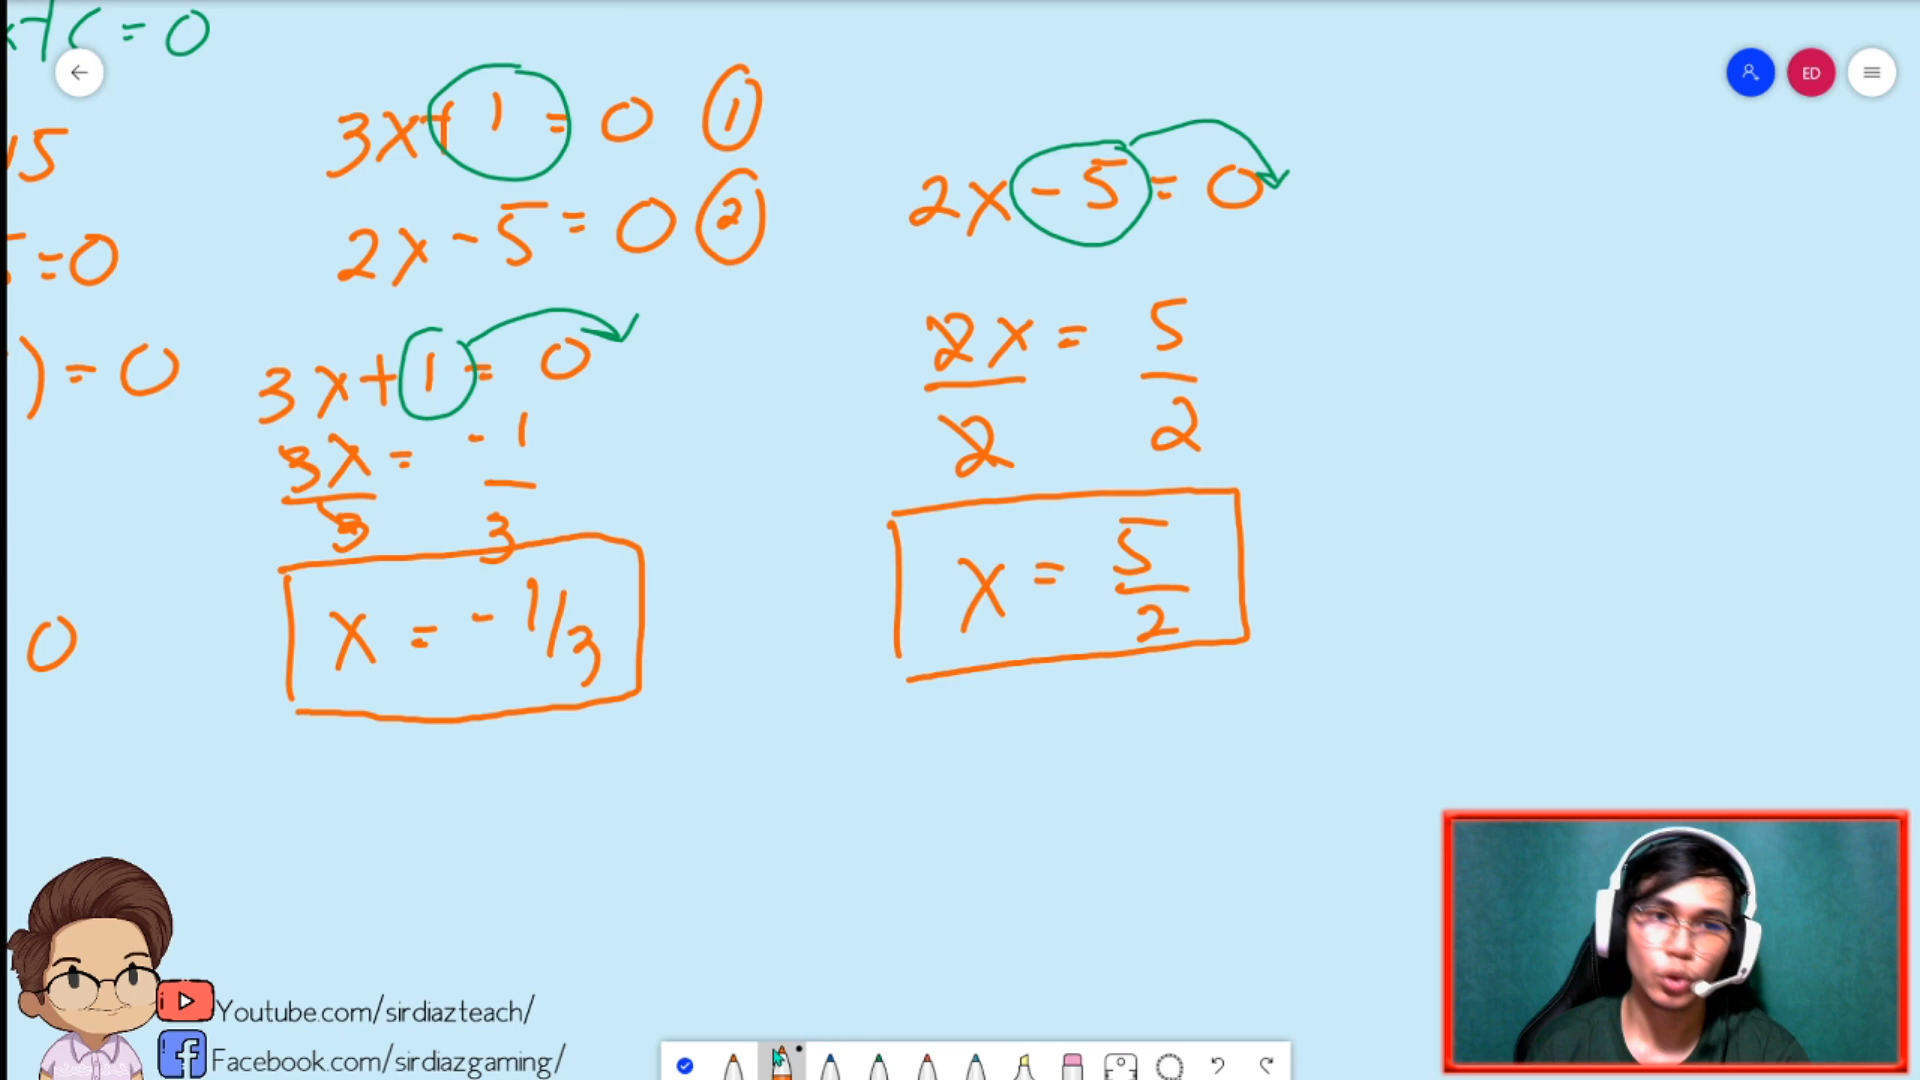 x+c=0
15
=0
)=0
0
3x+1=0 ①
2x-5=0 ②
3x+1=0
3x/3 = -1/3
x = -1/3
2x-5=0
2x/2 = 5/2
x = 5/2
ED
Youtube.com/sirdiazteach/
Facebook.com/sirdiazgaming/